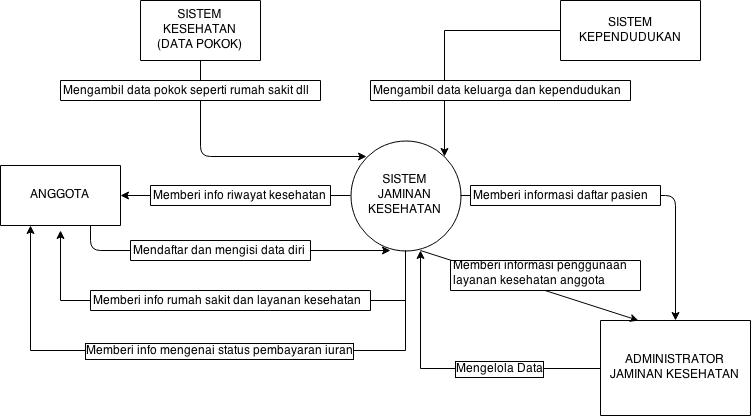 SISTEM
KESEHATAN
(DATA POKOK)
SISTEM
KEPENDUDUKAN
Mengambil data pokok seperti rumah sakit dll
Mengambil data keluarga dan kependudukan
ANGGOTA
Memberi info riwayat kesehatan
SISTEM
JAMINAN
KESEHATAN
Memberi informasi daftar pasien
Mendaftar dan mengisi data diri
Memberi informasi penggunaan
layanan kesehatan anggota
Memberi info rumah sakit dan layanan kesehatan
Memberi info mengenai status pembayaran iuran
Mengelola Data
ADMINISTRATOR
JAMINAN KESEHATAN